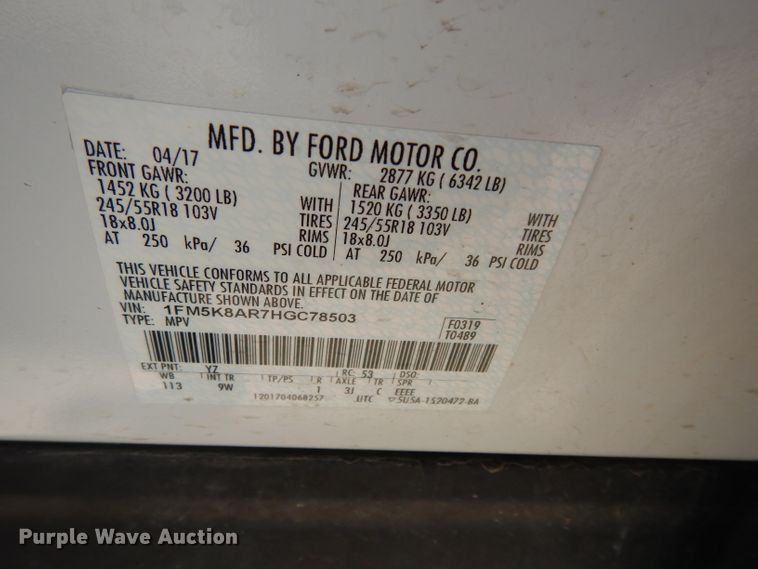 MFD. BY FORD MOTOR CO.
DATE: 04/17 GVWR: 2877 KG ( 6342 LB)
FRONT GAWR: REAR GAWR:
1452 KG ( 3200 LB) WITH 1520 KG ( 3350 LB) WITH
245/55R18 103V TIRES 245/55R18 103V TIRES
18x8.0J RIMS 18x8.0J RIMS
AT 250 kPa/ 36 PSI COLD AT 250 kPa/ 36 PSI COLD
THIS VEHICLE CONFORMS TO ALL APPLICABLE FEDERAL MOTOR
VEHICLE SAFETY STANDARDS IN EFFECT ON THE DATE OF
MANUFACTURE SHOWN ABOVE.
VIN: 1FM5K8AR7HGC78503 F0319
TYPE: MPV T0489
EXT PNT: YZ RC: 53 DSO:
WB INT TR TP/PS R AXLE TR SPR
113 9W 1 3J C EEEE
1201704068257 UTC 5USA-1520472-BA
Purple Wave Auction